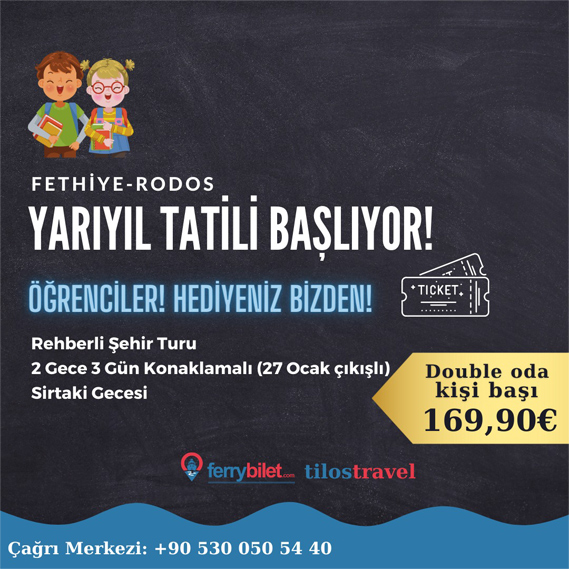 FETHİYE-RODOS
YARIYIL TATİLİ BAŞLIYOR!
ÖĞRENCİLER! HEDİYENİZ BİZDEN!
TICKET
Rehberli Şehir Turu
2 Gece 3 Gün Konaklamalı (27 Ocak çıkışlı)
Sirtaki Gecesi
Double oda
kişi başı
169,90€
ferrybilet.com tilostravel
Çağrı Merkezi: +90 530 050 54 40